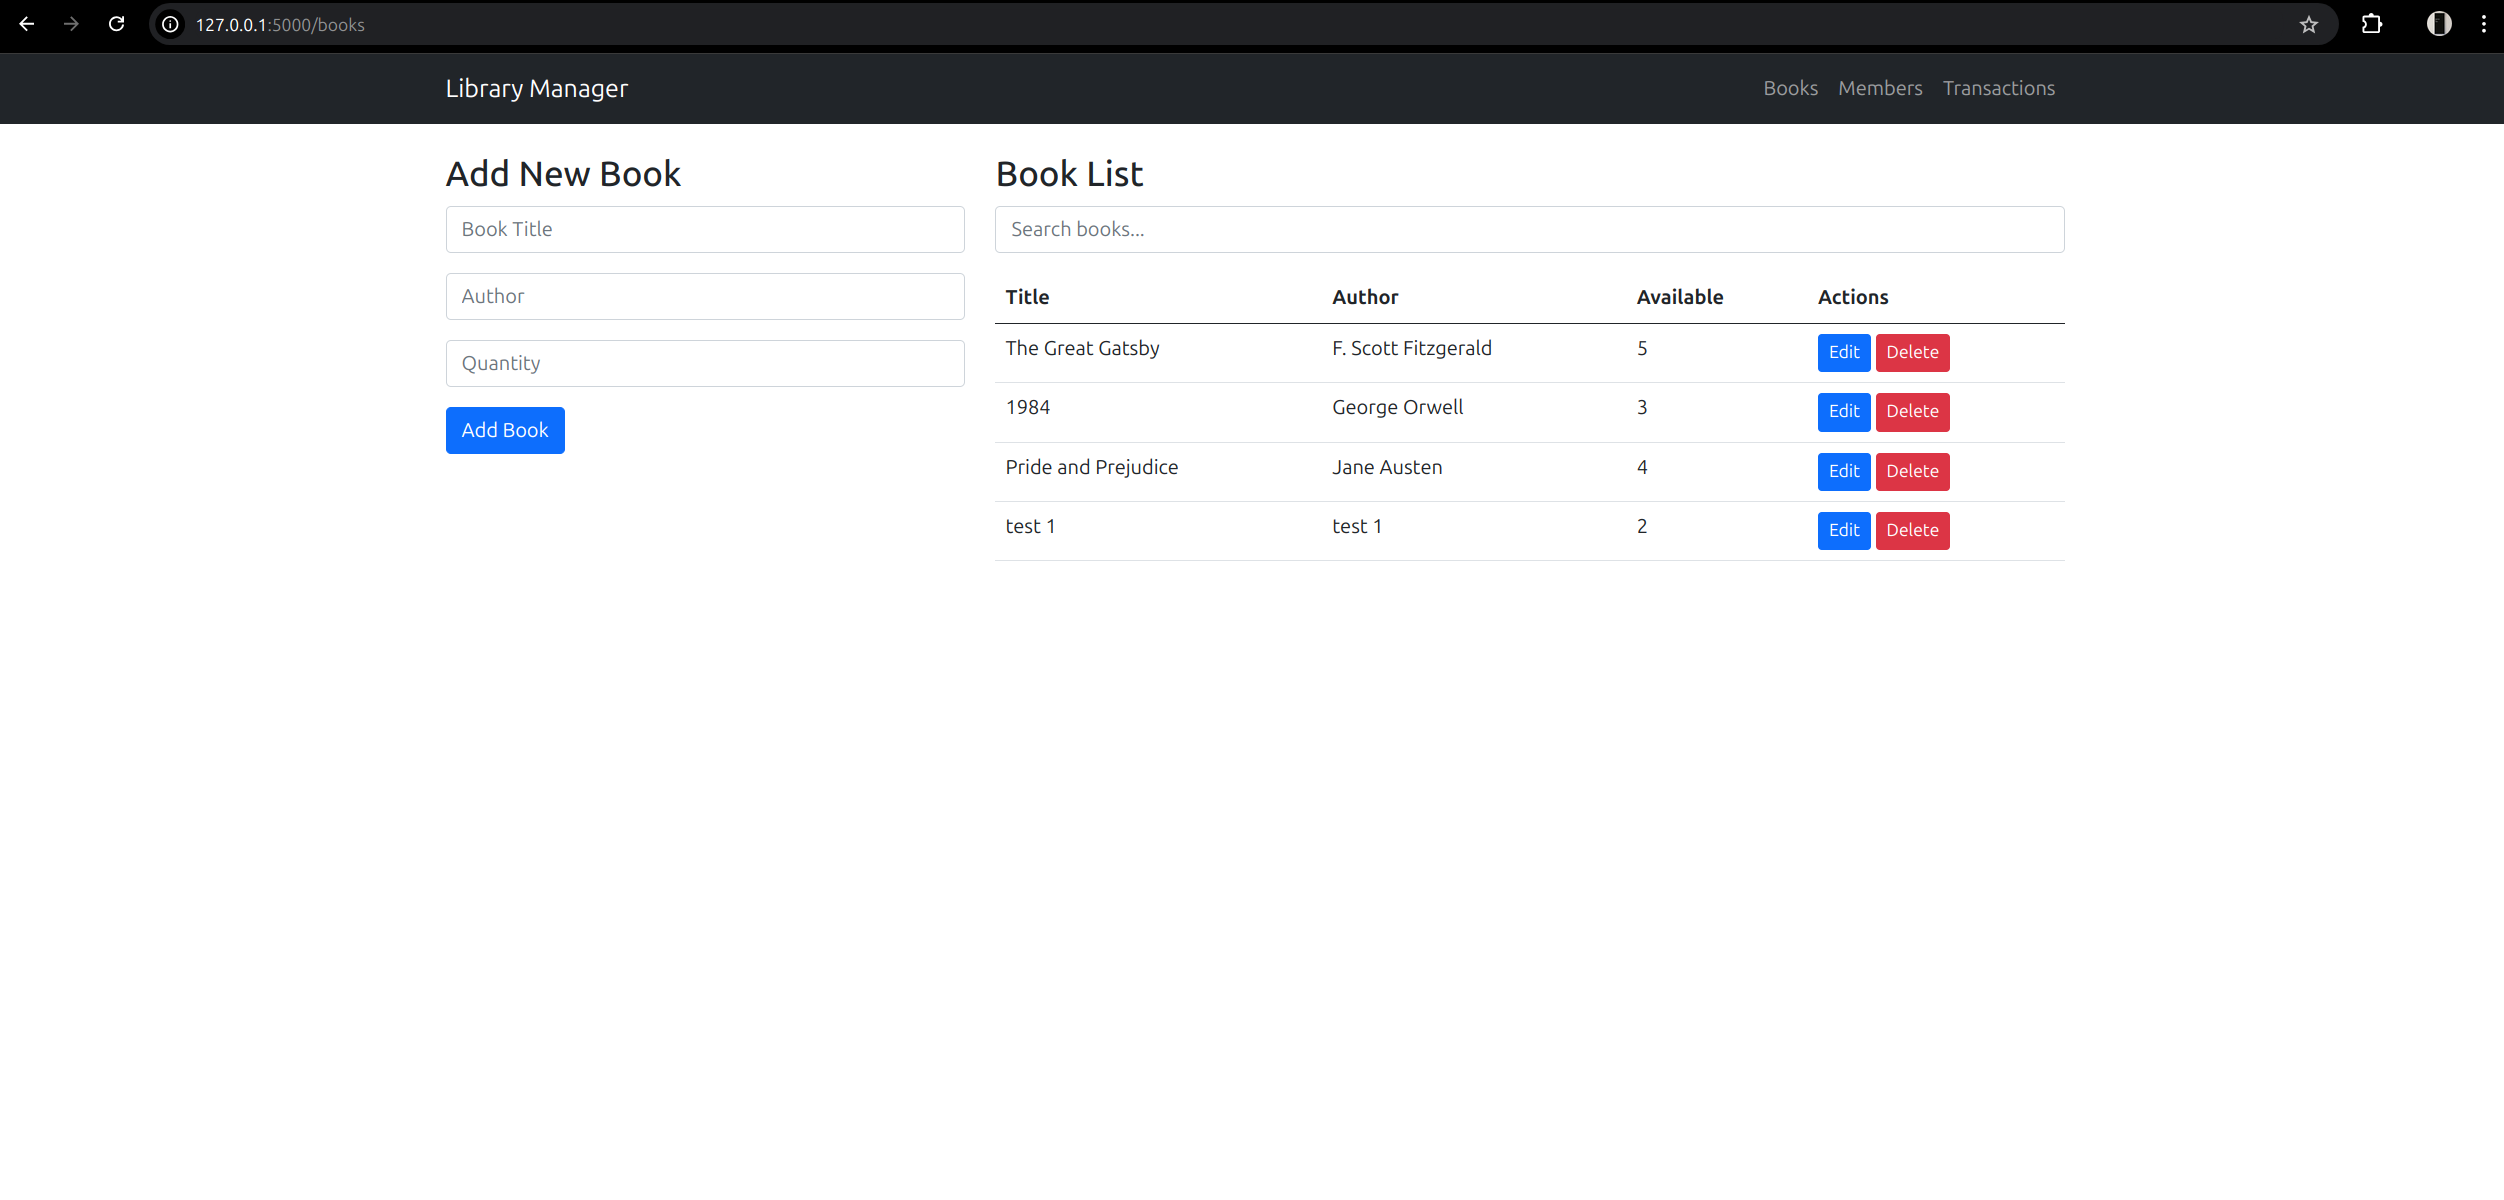 127.0.0.1:5000/books
Library Manager
Books Members Transactions
Add New Book
Book Title
Author
Quantity
Add Book
Book List
Search books...
Title Author Available Actions
The Great Gatsby F. Scott Fitzgerald 5 Edit Delete
1984 George Orwell 3 Edit Delete
Pride and Prejudice Jane Austen 4 Edit Delete
test 1 test 1 2 Edit Delete